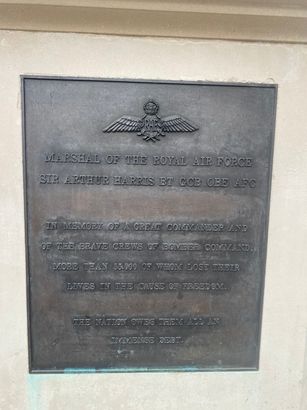 MARSHAL OF THE ROYAL AIR FORCE
SIR ARTHUR HARRIS BT GCB OBE AFC
IN MEMORY OF A GREAT COMMANDER AND
OF THE BRAVE CREWS OF BOMBER COMMAND,
MORE THAN 55,000 OF WHOM LOST THEIR
LIVES IN THE CAUSE OF FREEDOM.
THE NATION OWES THEM ALL AN
IMMENSE DEBT.